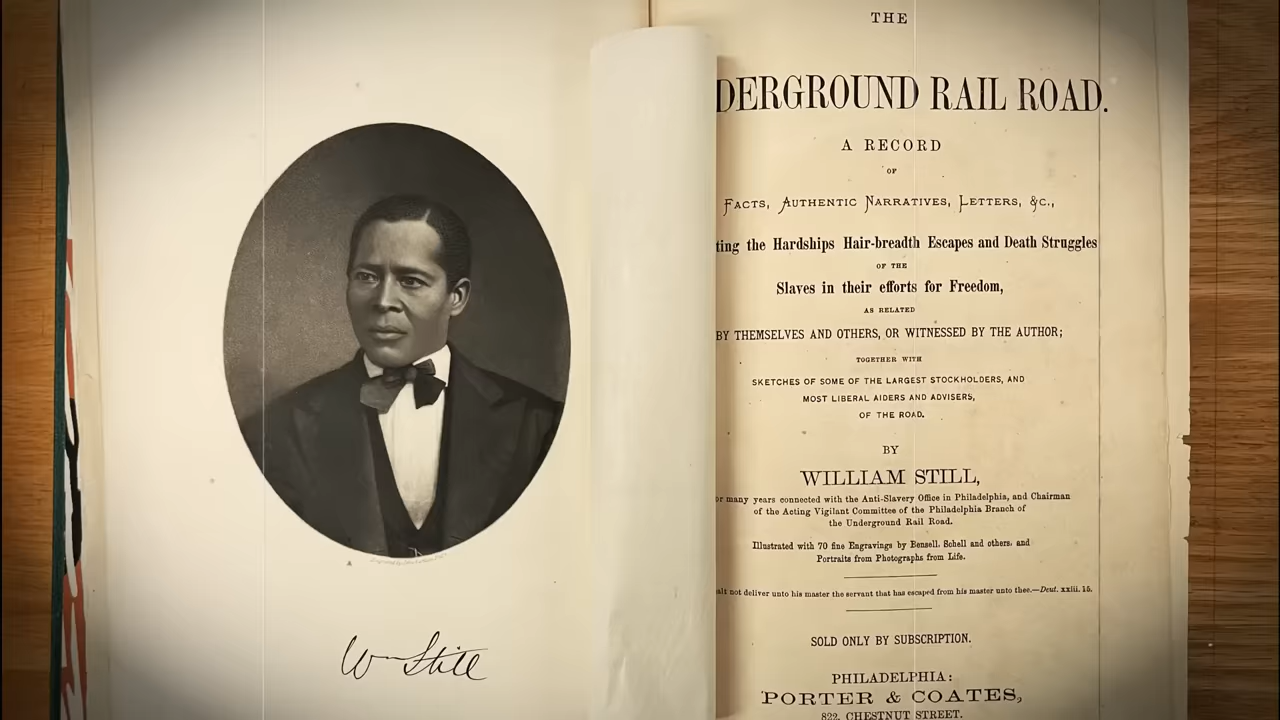 Wm Still
THE
DERGROUND RAIL ROAD.
A RECORD
OF
FACTS, AUTHENTIC NARRATIVES, LETTERS, &C.,
ting the Hardships Hair-breadth Escapes and Death Struggles
OF THE
Slaves in their efforts for Freedom,
AS RELATED
BY THEMSELVES AND OTHERS, OR WITNESSED BY THE AUTHOR;
TOGETHER WITH
SKETCHES OF SOME OF THE LARGEST STOCKHOLDERS, AND
MOST LIBERAL AIDERS AND ADVISERS,
OF THE ROAD.
BY
WILLIAM STILL,
or many years connected with the Anti-Slavery Office in Philadelphia, and Chairman
of the Acting Vigilant Committee of the Philadelphia Branch of
the Underground Rail Road.
Illustrated with 70 fine Engravings by Bensell, Schell and others, and
Portraits from Photographs from Life.
alt not deliver unto his master the servant that has escaped from his master unto thee.—Deut. xxiii. 15.
SOLD ONLY BY SUBSCRIPTION.
PHILADELPHIA:
PORTER & COATES,
822, CHESTNUT STREET.